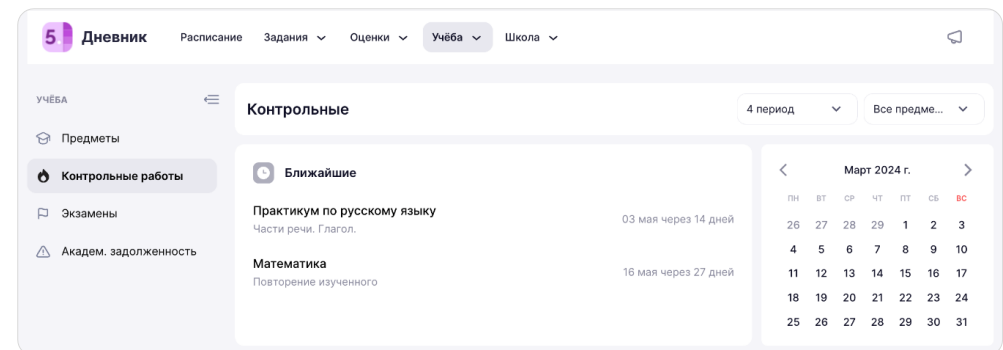 5. Дневник Расписание Задания Оценки Учёба Школа
УЧЁБА
Предметы
Контрольные работы
Экзамены
Академ. задолженность
Контрольные
4 период Все предме...
Ближайшие
Практикум по русскому языку
Части речи. Глагол.
03 мая через 14 дней
Математика
Повторение изученного
16 мая через 27 дней
Март 2024 г.
ПН ВТ СР ЧТ ПТ СБ ВС
26 27 28 29 1 2 3
4 5 6 7 8 9 10
11 12 13 14 15 16 17
18 19 20 21 22 23 24
25 26 27 28 29 30 31